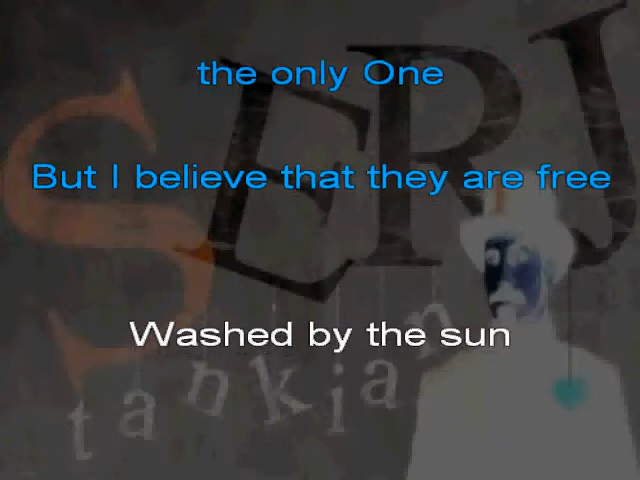 the only One
SERJ
But I believe that they are free
Washed by the sun
tankian